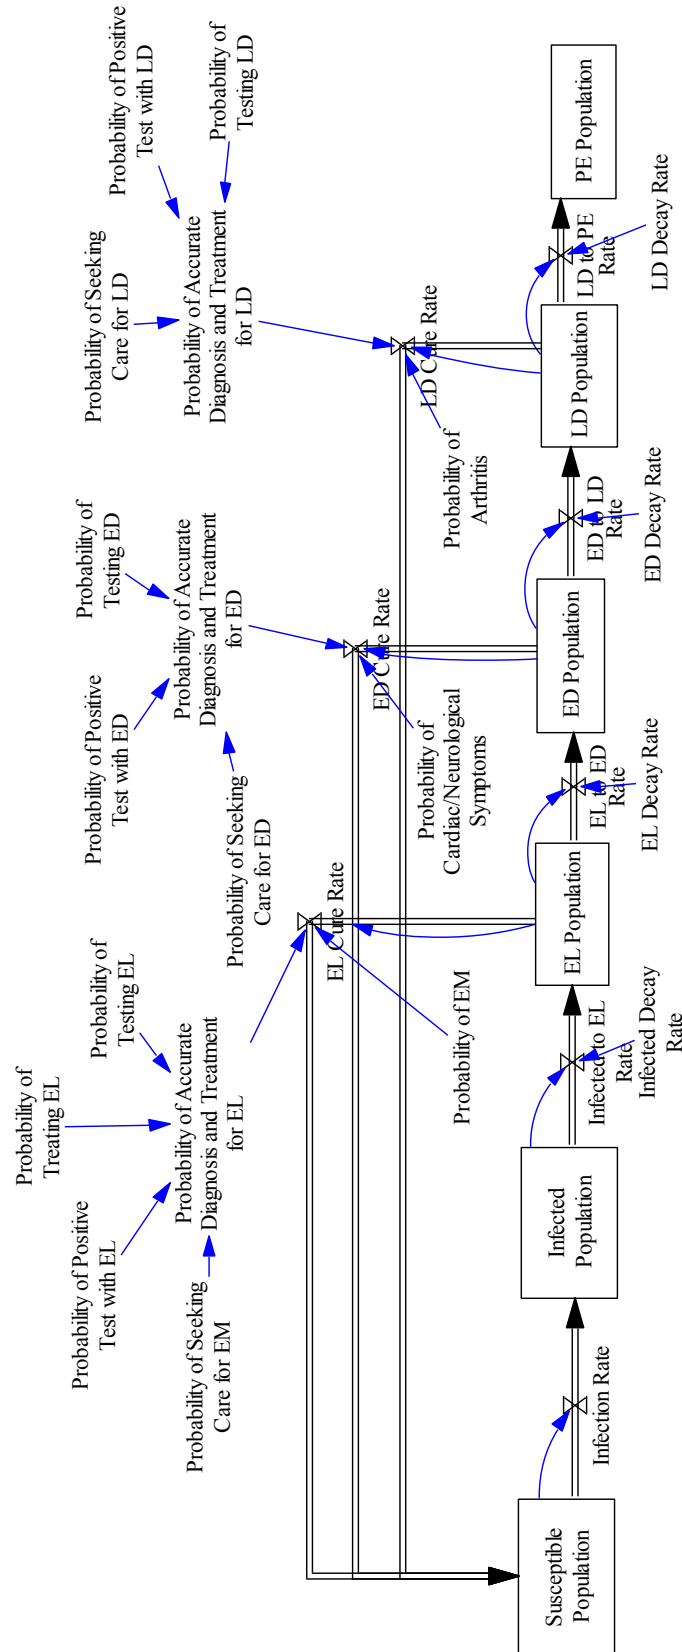 Probability of
Treating EL
Probability of Positive
Test with EL
Probability of
Testing EL
Probability of Seeking
Care for EM
Probability of Accurate
Diagnosis and Treatment
for EL
Probability of Positive
Test with ED
Probability of
Testing ED
Probability of Seeking
Care for ED
Probability of Accurate
Diagnosis and Treatment
for ED
Probability of Seeking
Care for LD
Probability of Positive
Test with LD
Probability of
Testing LD
Probability of Accurate
Diagnosis and Treatment
for LD
EL Cure Rate
ED Cure Rate
LD Cure Rate
Probability of EM
Probability of
Cardiac/Neurological
Symptoms
Probability of
Arthritis
Susceptible
Population
Infection Rate
Infected
Population
Infected to EL
Rate
Infected Decay
Rate
EL Population
EL to ED
Rate
EL Decay Rate
ED Population
ED to LD
Rate
ED Decay Rate
LD Population
LD to PE
Rate
LD Decay Rate
PE Population